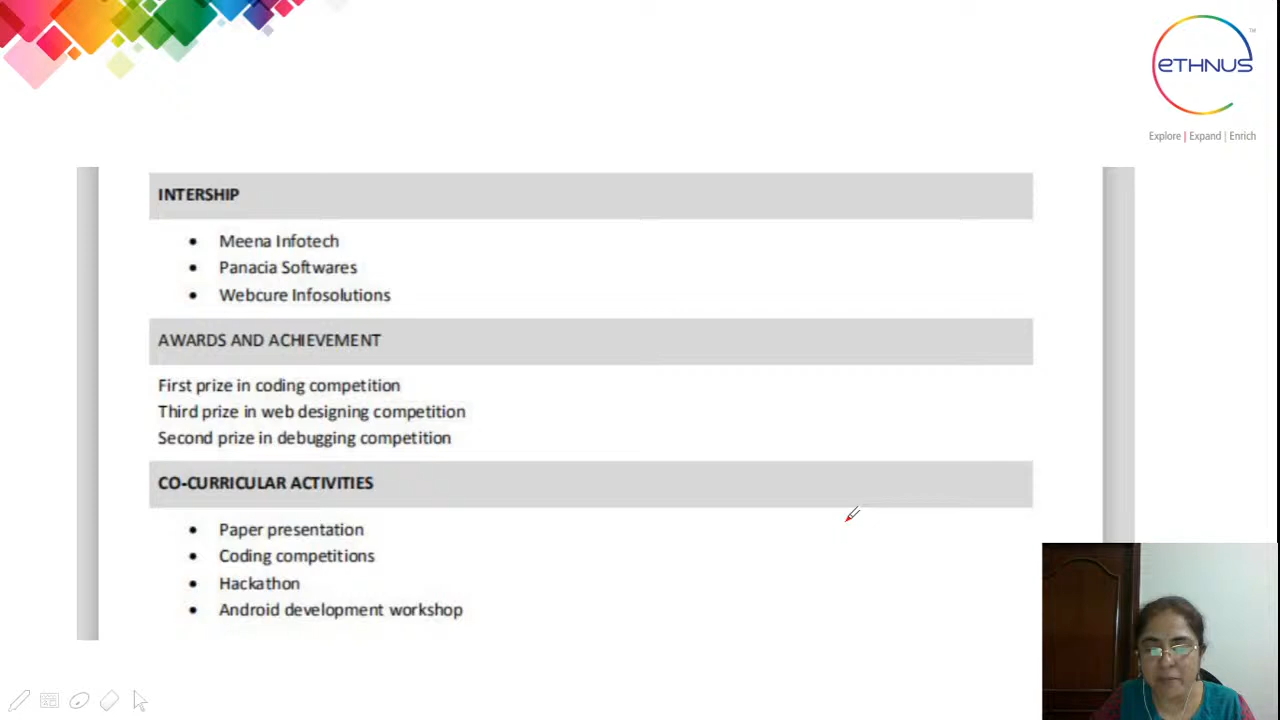 eTHNUS
TM
Explore | Expand | Enrich
INTERSHIP
• Meena Infotech
• Panacia Softwares
• Webcure Infosolutions
AWARDS AND ACHIEVEMENT
First prize in coding competition
Third prize in web designing competition
Second prize in debugging competition
CO-CURRICULAR ACTIVITIES
• Paper presentation
• Coding competitions
• Hackathon
• Android development workshop